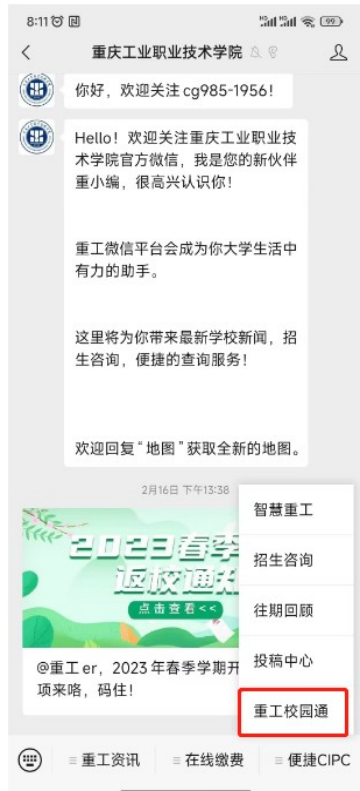 8:11
99
重庆工业职业技术学院
你好，欢迎关注 cg985-1956！
Hello！欢迎关注重庆工业职业技
术学院官方微信，我是您的新伙伴
重小编，很高兴认识你！
重工微信平台会成为你大学生活中
有力的助手。
这里将为你带来最新学校新闻，招
生咨询，便捷的查询服务！
欢迎回复“地图”获取全新的地图。
2月16日 下午13:38
2023春季
返校通知
点击查看<<
@重工er，2023年春季学期开
项来咯，码住！
智慧重工
招生咨询
往期回顾
投稿中心
重工校园通
重工资讯
在线缴费
便捷CIPC